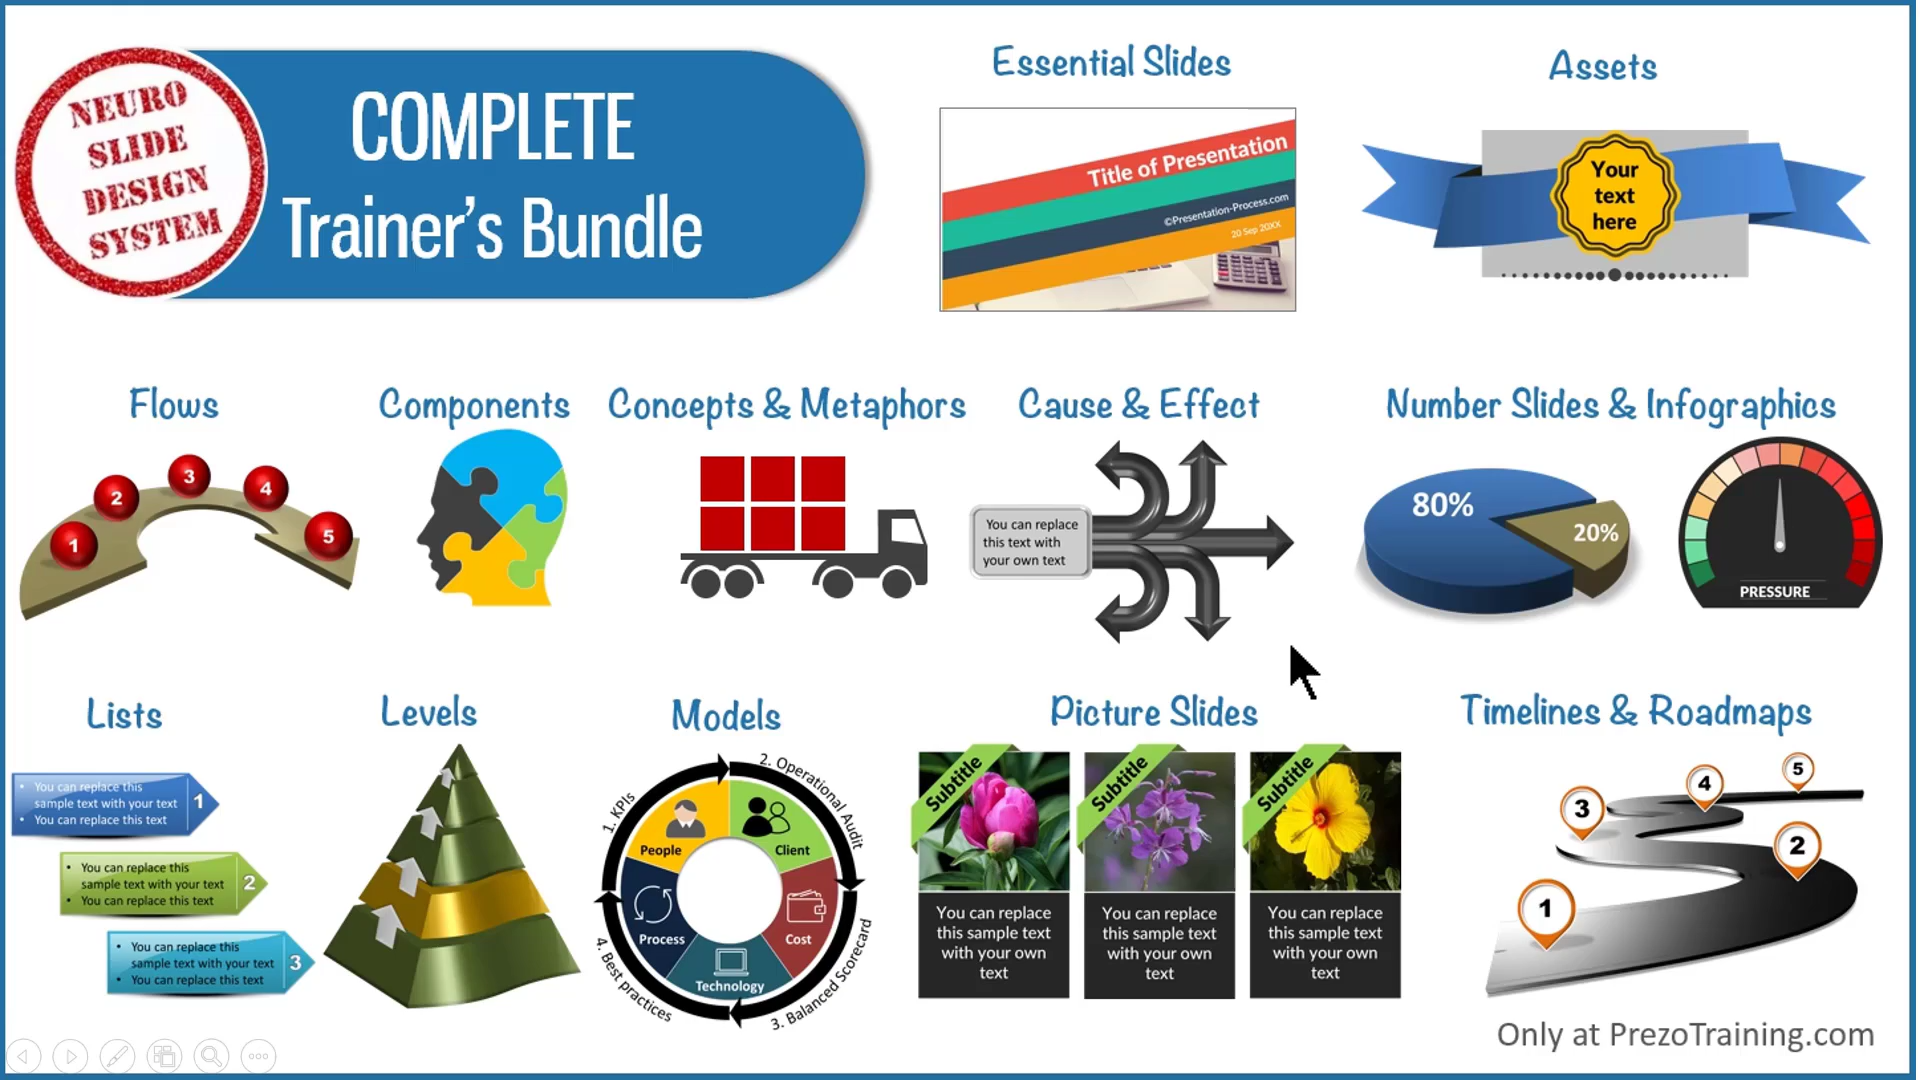 NEURO
SLIDE
DESIGN
SYSTEM
COMPLETE
Trainer's Bundle
Essential Slides
Title of Presentation
©Presentation-Process.com
20 Sep 20XX
Assets
Your
text
here
Flows
1
2
3
4
5
Components
Concepts & Metaphors
Cause & Effect
You can replace
this text with
your own text
Number Slides & Infographics
80%
20%
PRESSURE
Lists
• You can replace this
sample text with your text
• You can replace this text
1
• You can replace this
sample text with your text
• You can replace this text
2
• You can replace this
sample text with your text
• You can replace this text
3
Levels
Models
1. KPIs
2. Operational Audit
3. Balanced Scorecard
4. Best practices
People
Client
Process
Cost
Technology
Picture Slides
Subtitle
You can replace
this sample text
with your own
text
Subtitle
You can replace
this sample text
with your own
text
Subtitle
You can replace
this sample text
with your own
text
Timelines & Roadmaps
1
2
3
4
5
Only at PrezoTraining.com